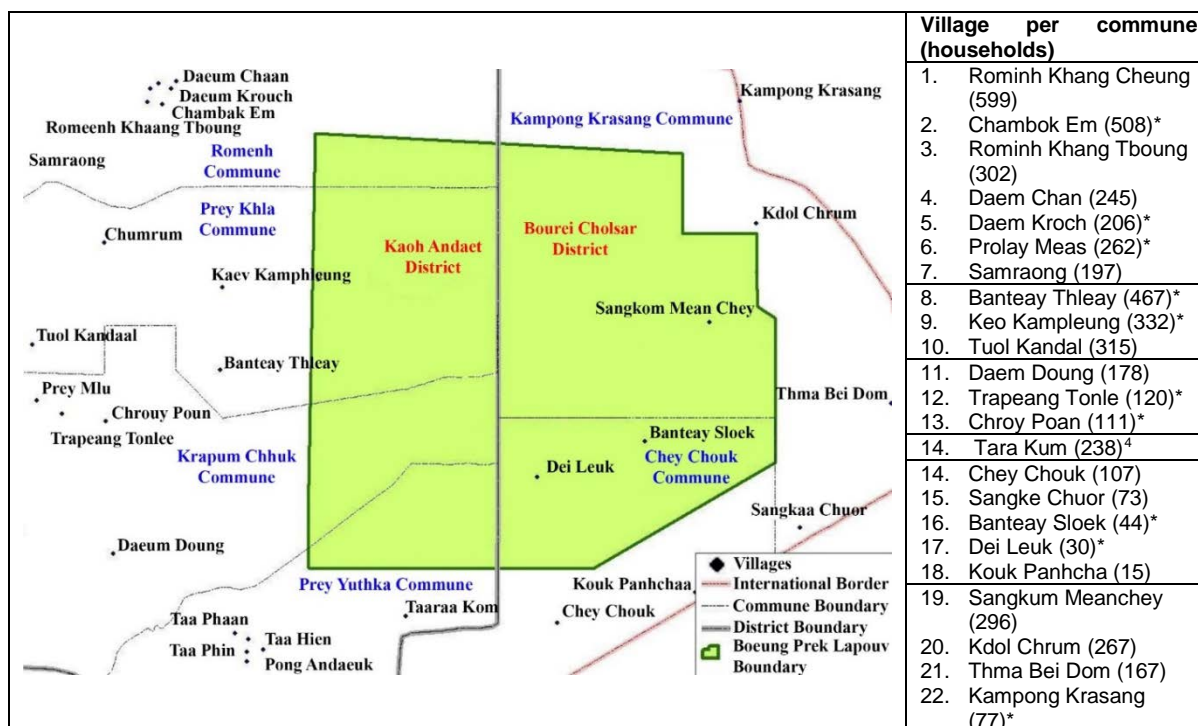 Daeum Chaan
Daeum Krouch
Chambak Em
Romeenh Khaang Tboung
Samraong
Romenh
Commune
Prey Khla
Commune
Chumrum
Kaev Kamphleung
Tuol Kandaal
Banteay Thleay
Prey Mlu
Chrouy Poun
Trapeang Tonlee
Krapum Chhuk
Commune
Daeum Doung
Prey Yuthka Commune
Taa Phaan
Taa Hien
Taa Phin
Pong Andaeuk
Taaraa Kom
Kaoh Andaet
District
Kampong Krasang Commune
Kampong Krasang
Kdol Chrum
Bourei Cholsar
District
Sangkom Mean Chey
Thma Bei Dom
Banteay Sloek
Chey Chouk
Commune
Dei Leuk
Sangkaa Chuor
Kouk Panhchaa
Chey Chouk
Villages
International Border
Commune Boundary
District Boundary
Boeung Prek Lapouv
Boundary
Village per commune
(households)
1. Rominh Khang Cheung
(599)
2. Chambok Em (508)*
3. Rominh Khang Tboung
(302)
4. Daem Chan (245)
5. Daem Kroch (206)*
6. Prolay Meas (262)*
7. Samraong (197)
8. Banteay Thleay (467)*
9. Keo Kampleung (332)*
10. Tuol Kandal (315)
11. Daem Doung (178)
12. Trapeang Tonle (120)*
13. Chroy Poan (111)*
14. Tara Kum (238)⁴
14. Chey Chouk (107)
15. Sangke Chuor (73)
16. Banteay Sloek (44)*
17. Dei Leuk (30)*
18. Kouk Panhcha (15)
19. Sangkum Meanchey
(296)
20. Kdol Chrum (267)
21. Thma Bei Dom (167)
22. Kampong Krasang
(77)*